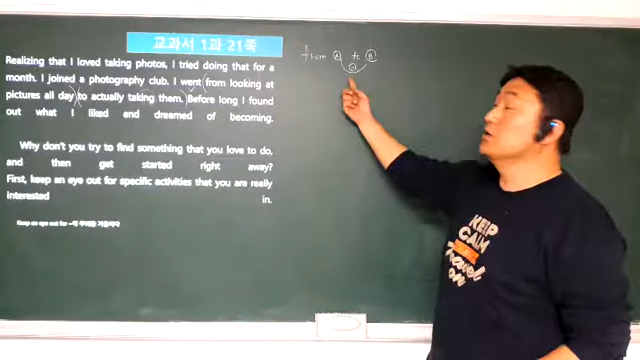 교과서 1과 21쪽
Realizing that I loved taking photos, I tried doing that for a
month. I joined a photography club. I went from looking at
pictures all day to actually taking them. Before long I found
out what I liked and dreamed of becoming.
Why don't you try to find something that you love to do,
and then get started right away?
First, keep an eye out for specific activities that you are really
interested in.
Keep an eye out for ~에 주의를 기울이다
from A to B
KEEP
CALM
Travel
on